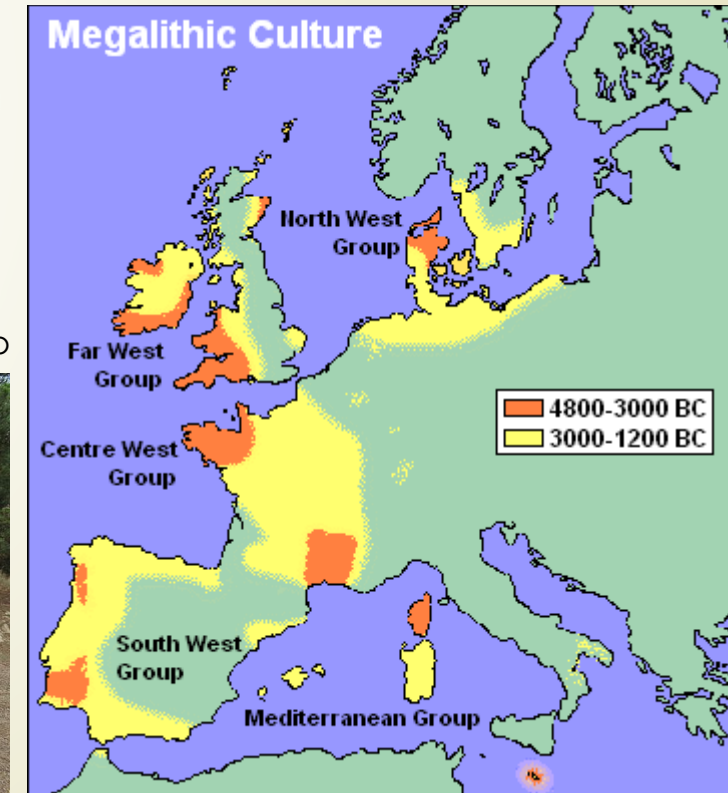 Megalithic Culture
North West
Group
Far West
Group
4800-3000 BC
3000-1200 BC
Centre West
Group
South West
Group
Mediterranean Group